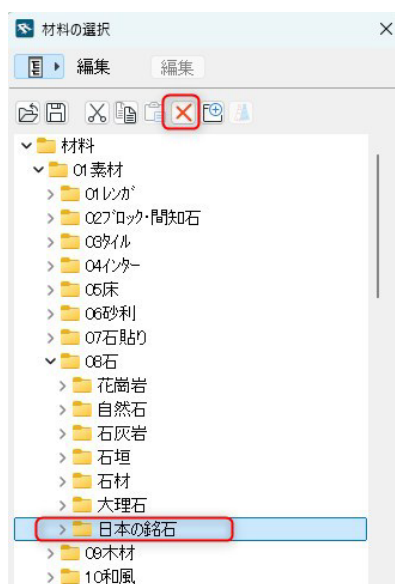 材料の選択
編集 編集
材料
01素材
01レンガ
02ブロック・間知石
03タイル
04インター
05床
06砂利
07石貼り
08石
花崗岩
自然石
石灰岩
石垣
石材
大理石
日本の銘石
09木材
10和風